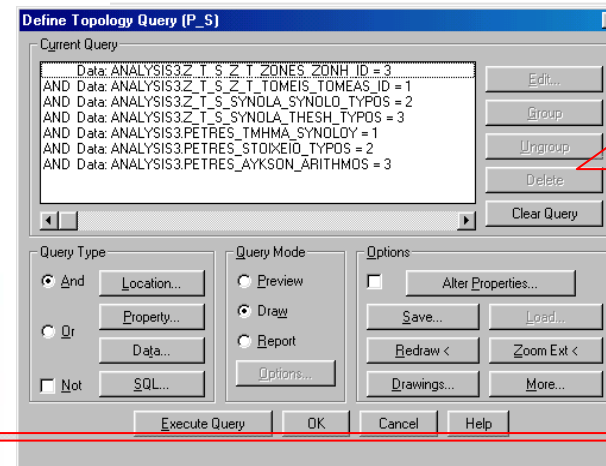 Define Topology Query (P_S)
Current Query
Data: ANALYSIS3.Z_T_S_Z_T_ZONES_ZONH_ID = 3
AND Data: ANALYSIS3.Z_T_S_Z_T_TOMEIS_TOMEAS_ID = 1
AND Data: ANALYSIS3.Z_T_S_SYNOLA_SYNOLO_TYPOS = 2
AND Data: ANALYSIS3.Z_T_S_SYNOLA_THESH_TYPOS = 3
AND Data: ANALYSIS3.PETRES_TMHMA_SYNOLOY = 1
AND Data: ANALYSIS3.PETRES_STOIXEIO_TYPOS = 2
AND Data: ANALYSIS3.PETRES_AYKSON_ARITHMOS = 3
Edit...
Group
Ungroup
Delete
Clear Query
Query Type
And
Location...
Property...
Or
Data...
Not
SQL...
Query Mode
Preview
Draw
Report
Options...
Options
Alter Properties...
Save... Load...
Redraw < Zoom Ext <
Drawings... More...
Execute Query OK Cancel Help